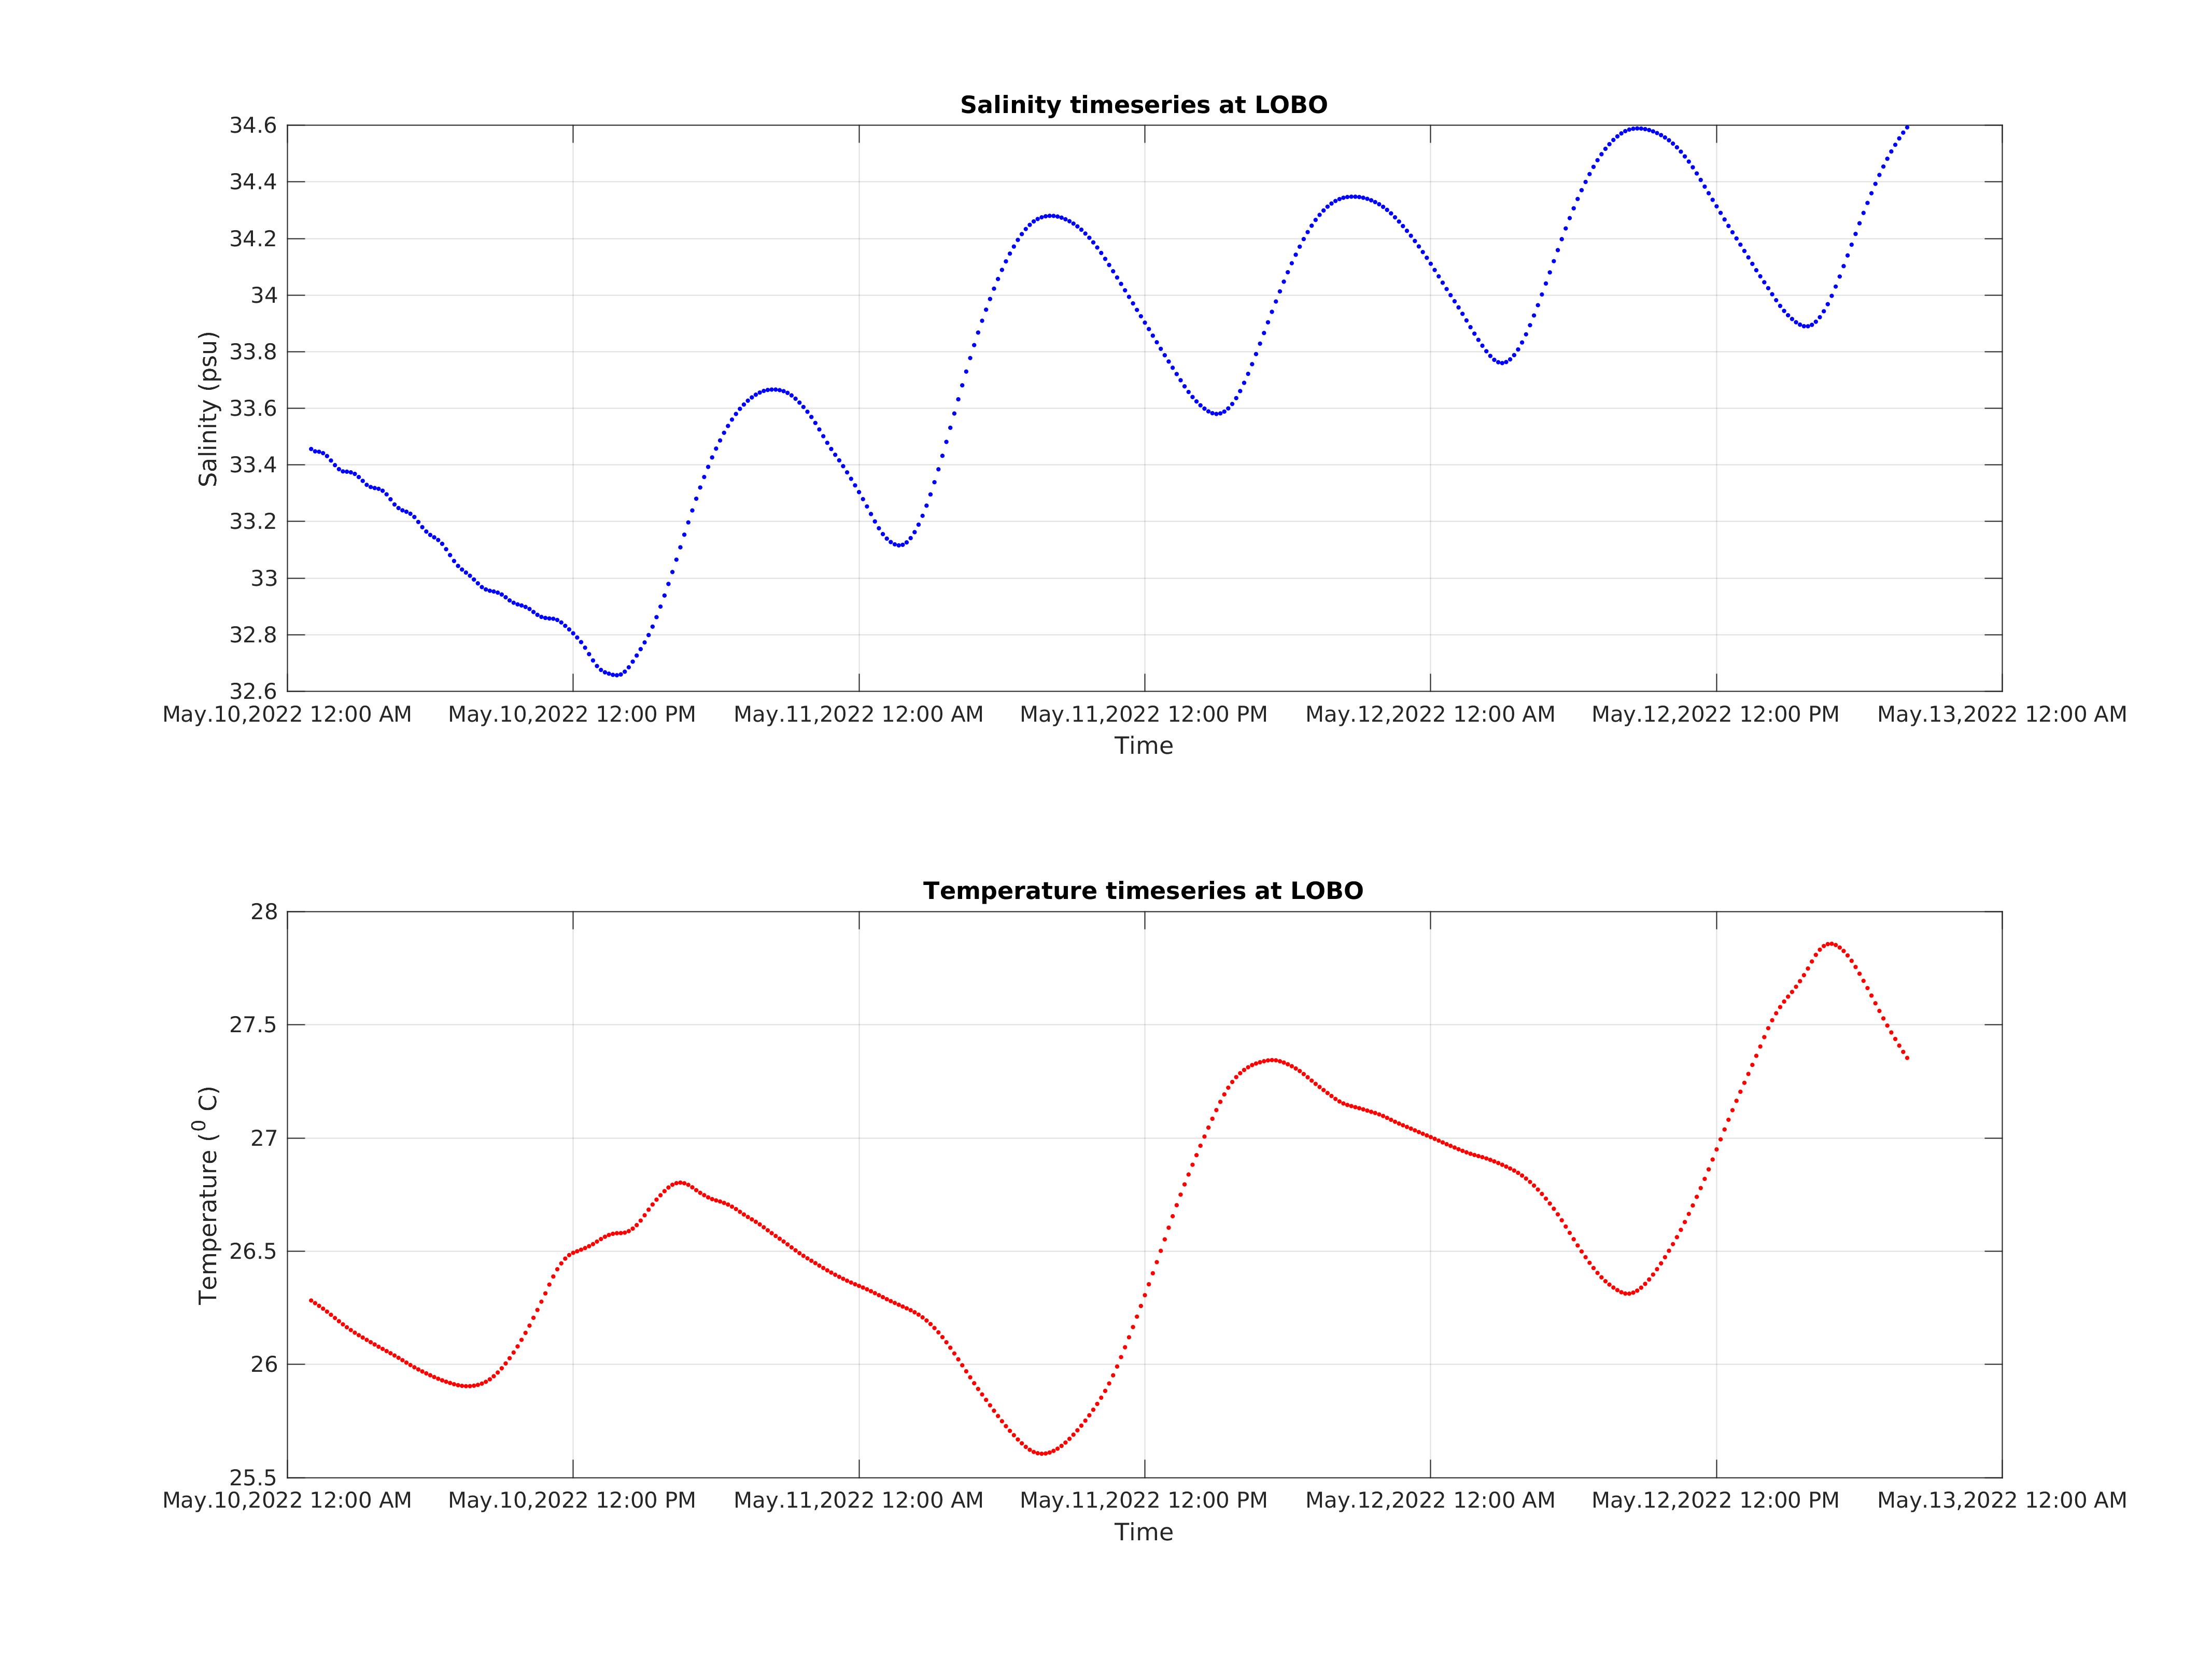 Salinity timeseries at LOBO
34.6
34.4
34.2
34
33.8
33.6
33.4
33.2
33
32.8
32.6
Salinity (psu)
May.10,2022 12:00 AM May.10,2022 12:00 PM May.11,2022 12:00 AM May.11,2022 12:00 PM May.12,2022 12:00 AM May.12,2022 12:00 PM May.13,2022 12:00 AM
Time
Temperature timeseries at LOBO
28
27.5
27
26.5
26
25.5
Temperature (⁰ C)
May.10,2022 12:00 AM May.10,2022 12:00 PM May.11,2022 12:00 AM May.11,2022 12:00 PM May.12,2022 12:00 AM May.12,2022 12:00 PM May.13,2022 12:00 AM
Time